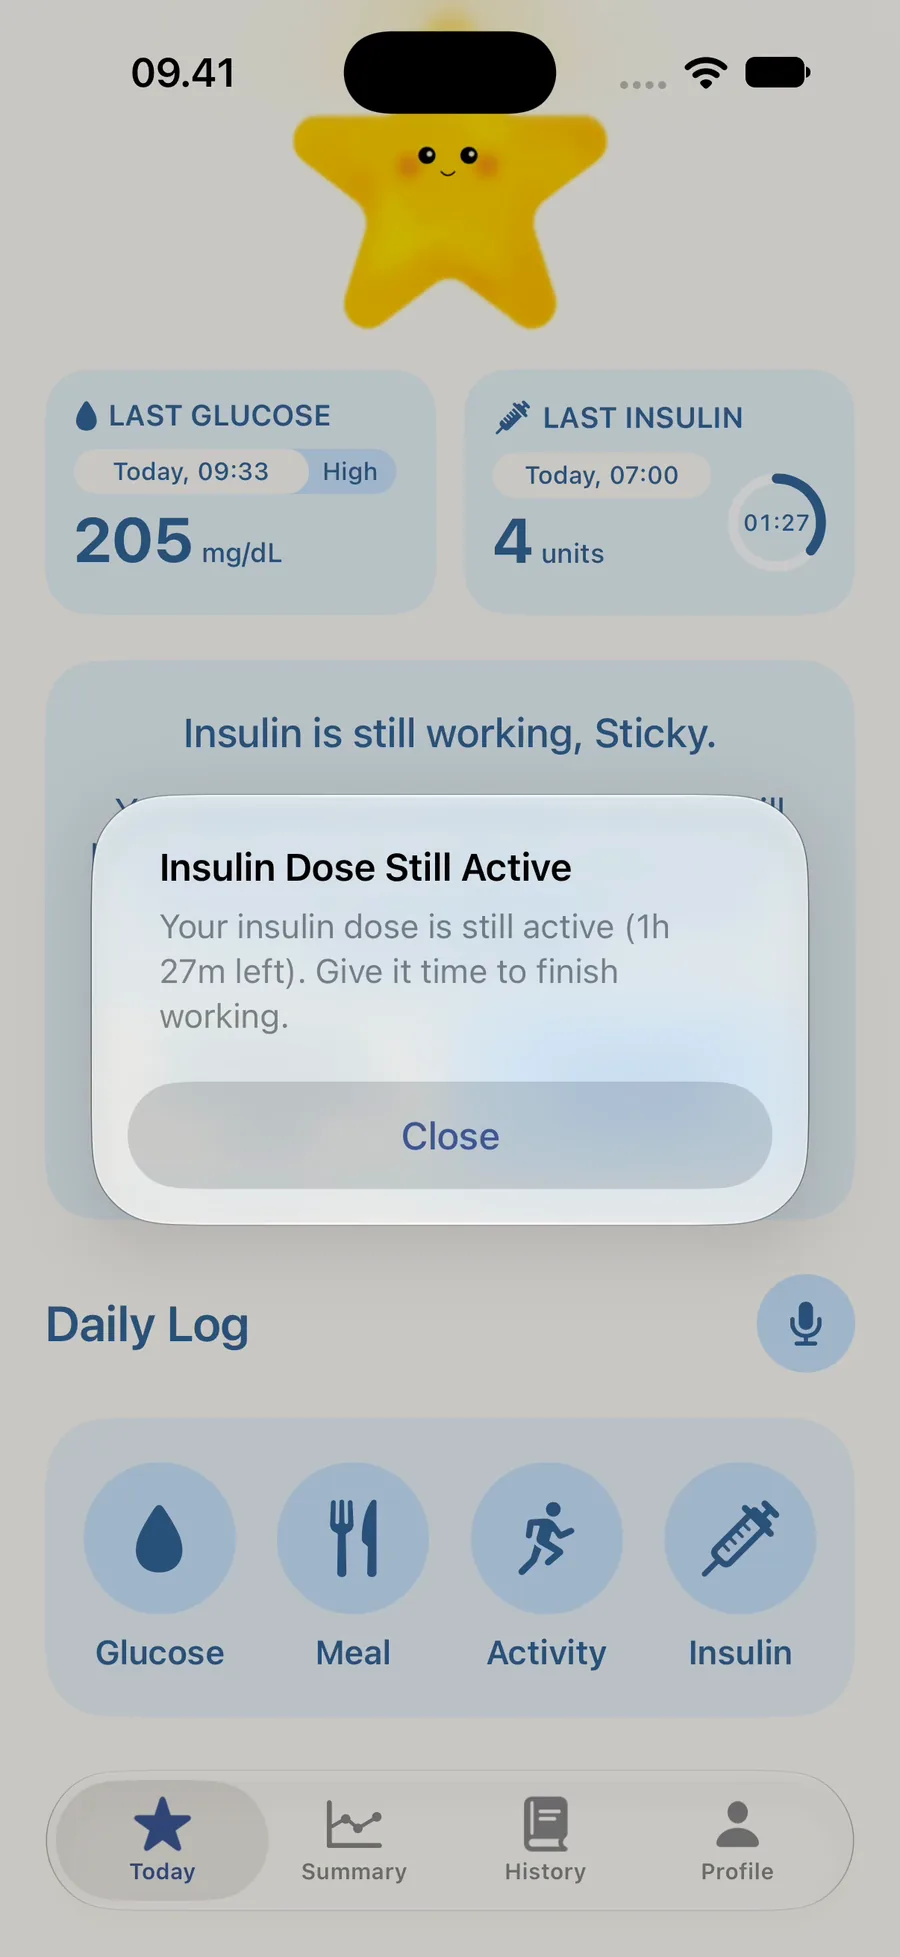 09.41
LAST GLUCOSE
Today, 09:33
High
205 mg/dL
LAST INSULIN
Today, 07:00
4 units
01:27
Insulin is still working, Sticky.
Insulin Dose Still Active
Your insulin dose is still active (1h
27m left). Give it time to finish
working.
Close
Daily Log
Glucose
Meal
Activity
Insulin
Today
Summary
History
Profile